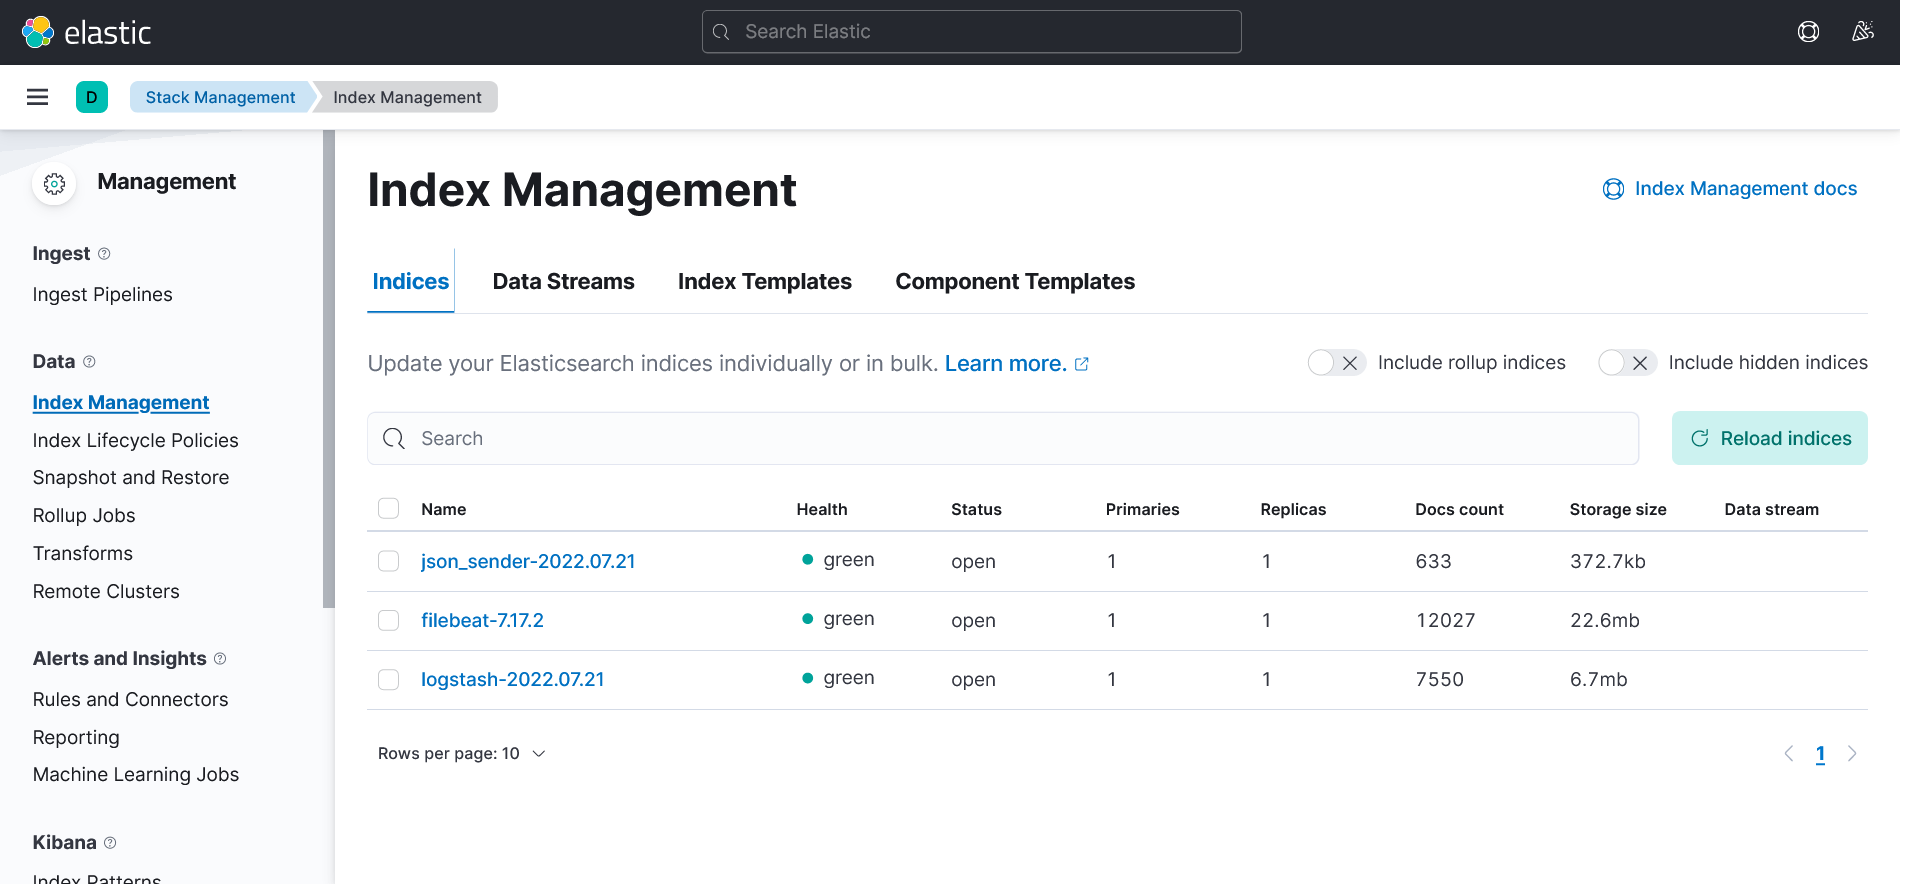 elastic
Search Elastic
D
Stack Management
Index Management
Management
Ingest
Ingest Pipelines
Data
Index Management
Index Lifecycle Policies
Snapshot and Restore
Rollup Jobs
Transforms
Remote Clusters
Alerts and Insights
Rules and Connectors
Reporting
Machine Learning Jobs
Kibana
Index Patterns
Index Management
Index Management docs
Indices Data Streams Index Templates Component Templates
Update your Elasticsearch indices individually or in bulk. Learn more.
Include rollup indices Include hidden indices
Search
Reload indices
Name Health Status Primaries Replicas Docs count Storage size Data stream
json_sender-2022.07.21 green open 1 1 633 372.7kb
filebeat-7.17.2 green open 1 1 12027 22.6mb
logstash-2022.07.21 green open 1 1 7550 6.7mb
Rows per page: 10
1